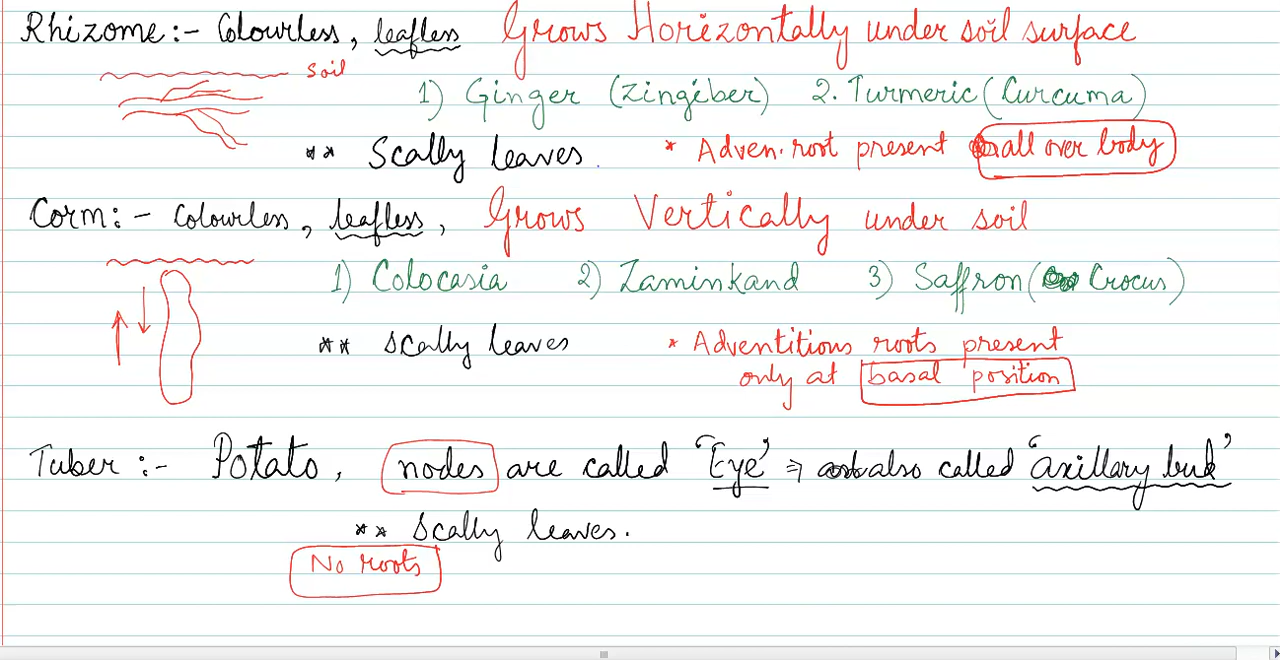 Rhizome :- Colourless, leafless Grows Horizontally under soil surface
soil
1) Ginger (Zingiber) 2. Turmeric (Curcuma)
** Scally leaves. * Adven. root present all over body
Corm :- Colourless, leafless, Grows Vertically under soil
1) Colocasia 2) Zaminkand 3) Saffron ( Crocus)
** Scally leaves * Adventitious roots present
only at basal position
Tuber :- Potato, nodes are called 'Eye' ⇒ also called 'axillary bud'
** Scally leaves.
No roots